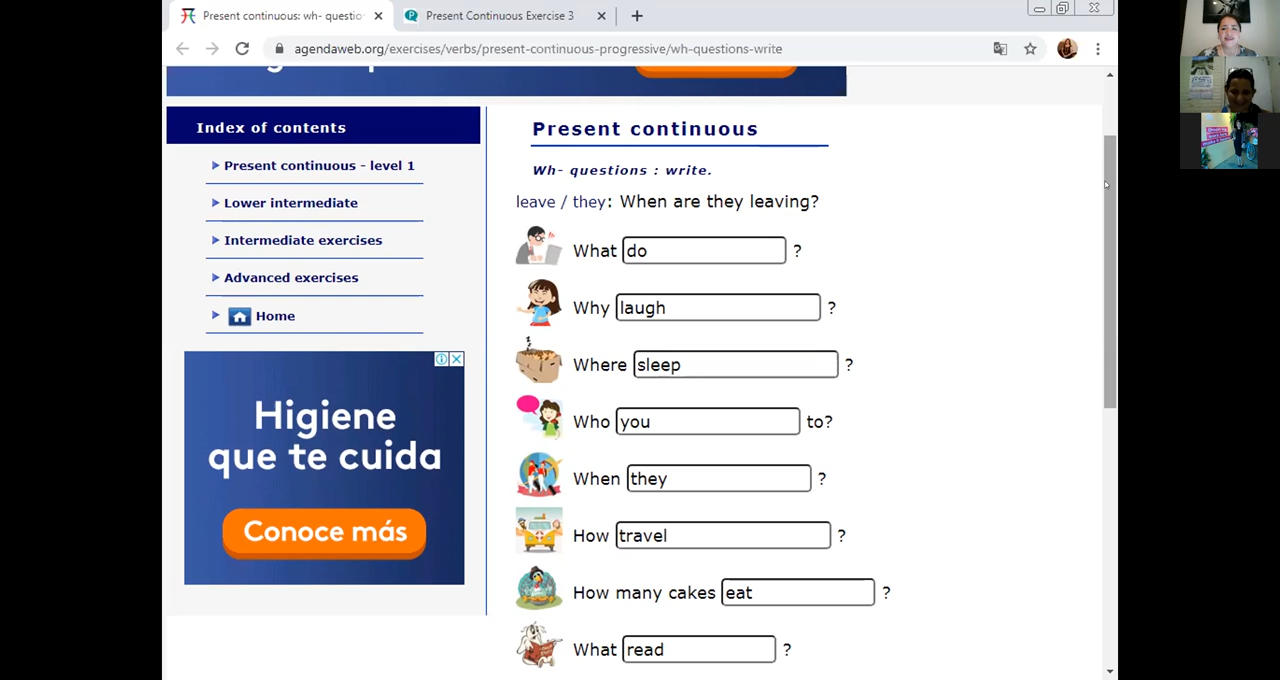 Present continuous: wh- questio
Present Continuous Exercise 3
agendaweb.org/exercises/verbs/present-continuous-progressive/wh-questions-write
Index of contents
Present continuous - level 1
Lower intermediate
Intermediate exercises
Advanced exercises
Home
Higiene
que te cuida
Conoce más
Present continuous
Wh- questions : write.
leave / they: When are they leaving?
What do ?
Why laugh ?
Where sleep ?
Who you to?
When they ?
How travel ?
How many cakes eat ?
What read ?